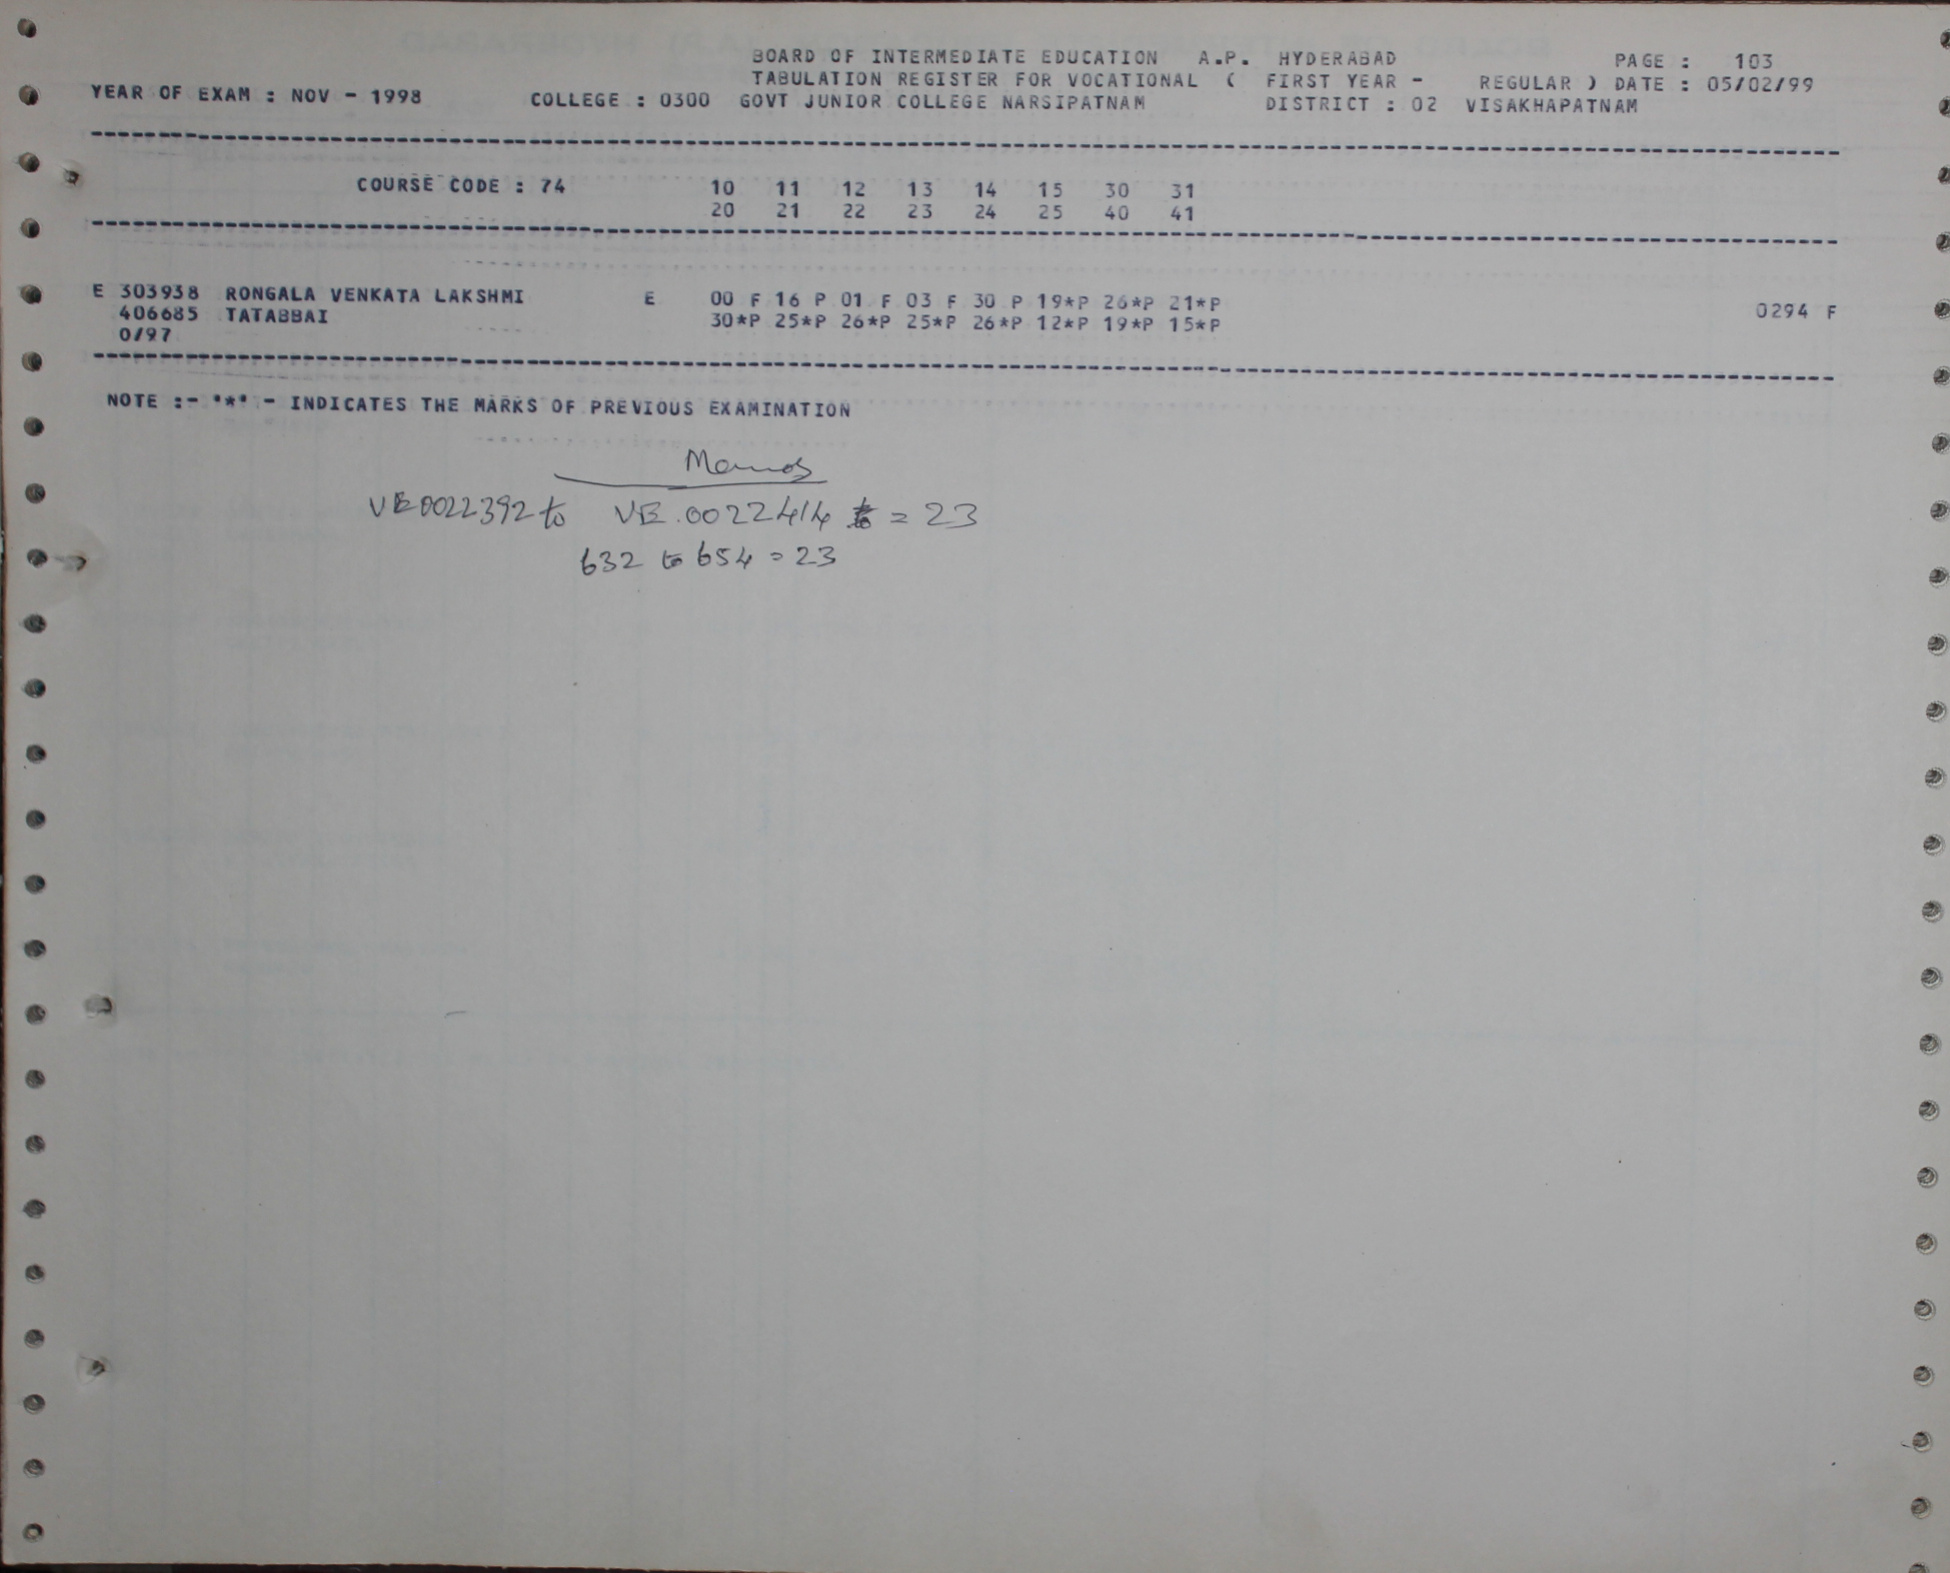 BOARD OF INTERMEDIATE EDUCATION A.P. HYDERABAD PAGE : 103
TABULATION REGISTER FOR VOCATIONAL ( FIRST YEAR - REGULAR ) DATE : 05/02/99
YEAR OF EXAM : NOV - 1998 COLLEGE : 0300 GOVT JUNIOR COLLEGE NARSIPATNAM DISTRICT : 02 VISAKHAPATNAM
COURSE CODE : 74 10 11 12 13 14 15 30 31
20 21 22 23 24 25 40 41
E 303938 RONGALA VENKATA LAKSHMI E 00 F 16 P 01 F 03 F 30 P 19*P 26*P 21*P
406685 TATABBAI 30*P 25*P 26*P 25*P 26*P 12*P 19*P 15*P 0294 F
0/97
NOTE :- '*' - INDICATES THE MARKS OF PREVIOUS EXAMINATION
VE0022392 to VE.0022414 = 23
632 to 654 = 23